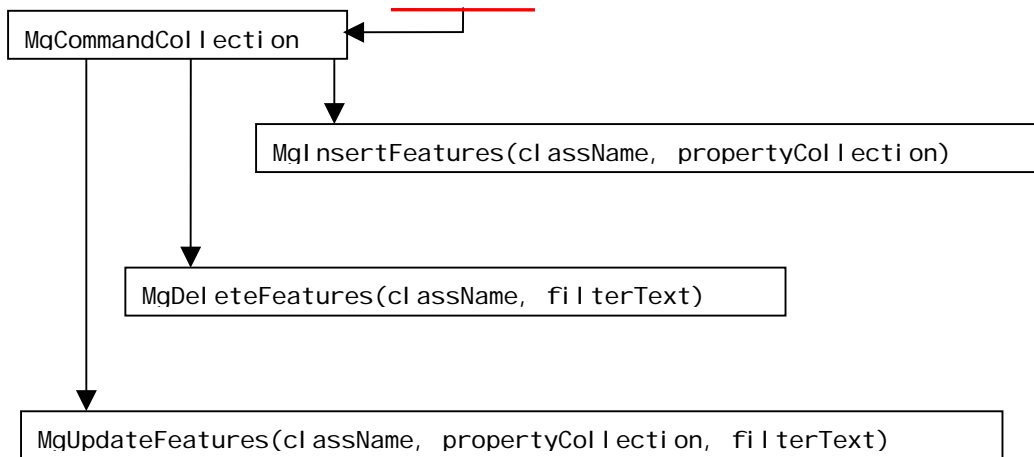 MgCommandCollection
MgInsertFeatures(className, propertyCollection)
MgDeleteFeatures(className, filterText)
MgUpdateFeatures(className, propertyCollection, filterText)